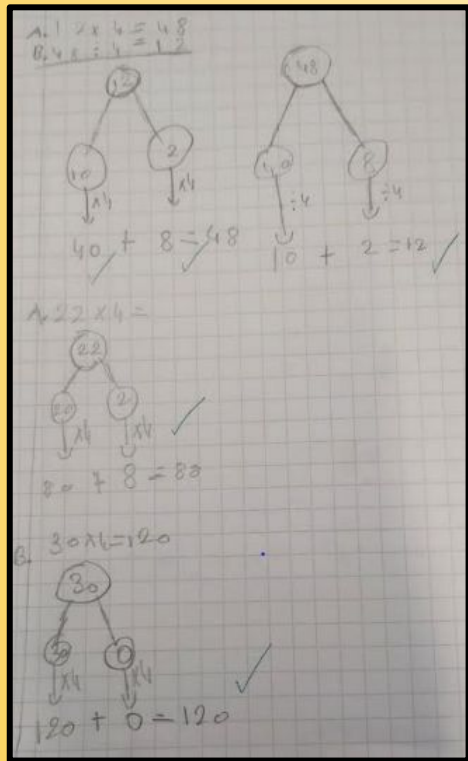 A. 12 x 4 = 48
B. 4x ÷ 4 = 12
12 48
10 2 40 8
x4 x4 ÷4 ÷4
40 + 8 = 48 10 + 2 = 12
A. 22 x 4 =
22
20 2
x4 x4
80 + 8 = 80
B. 30 x 4 = 120
30
30 0
x4 x4
120 + 0 = 120